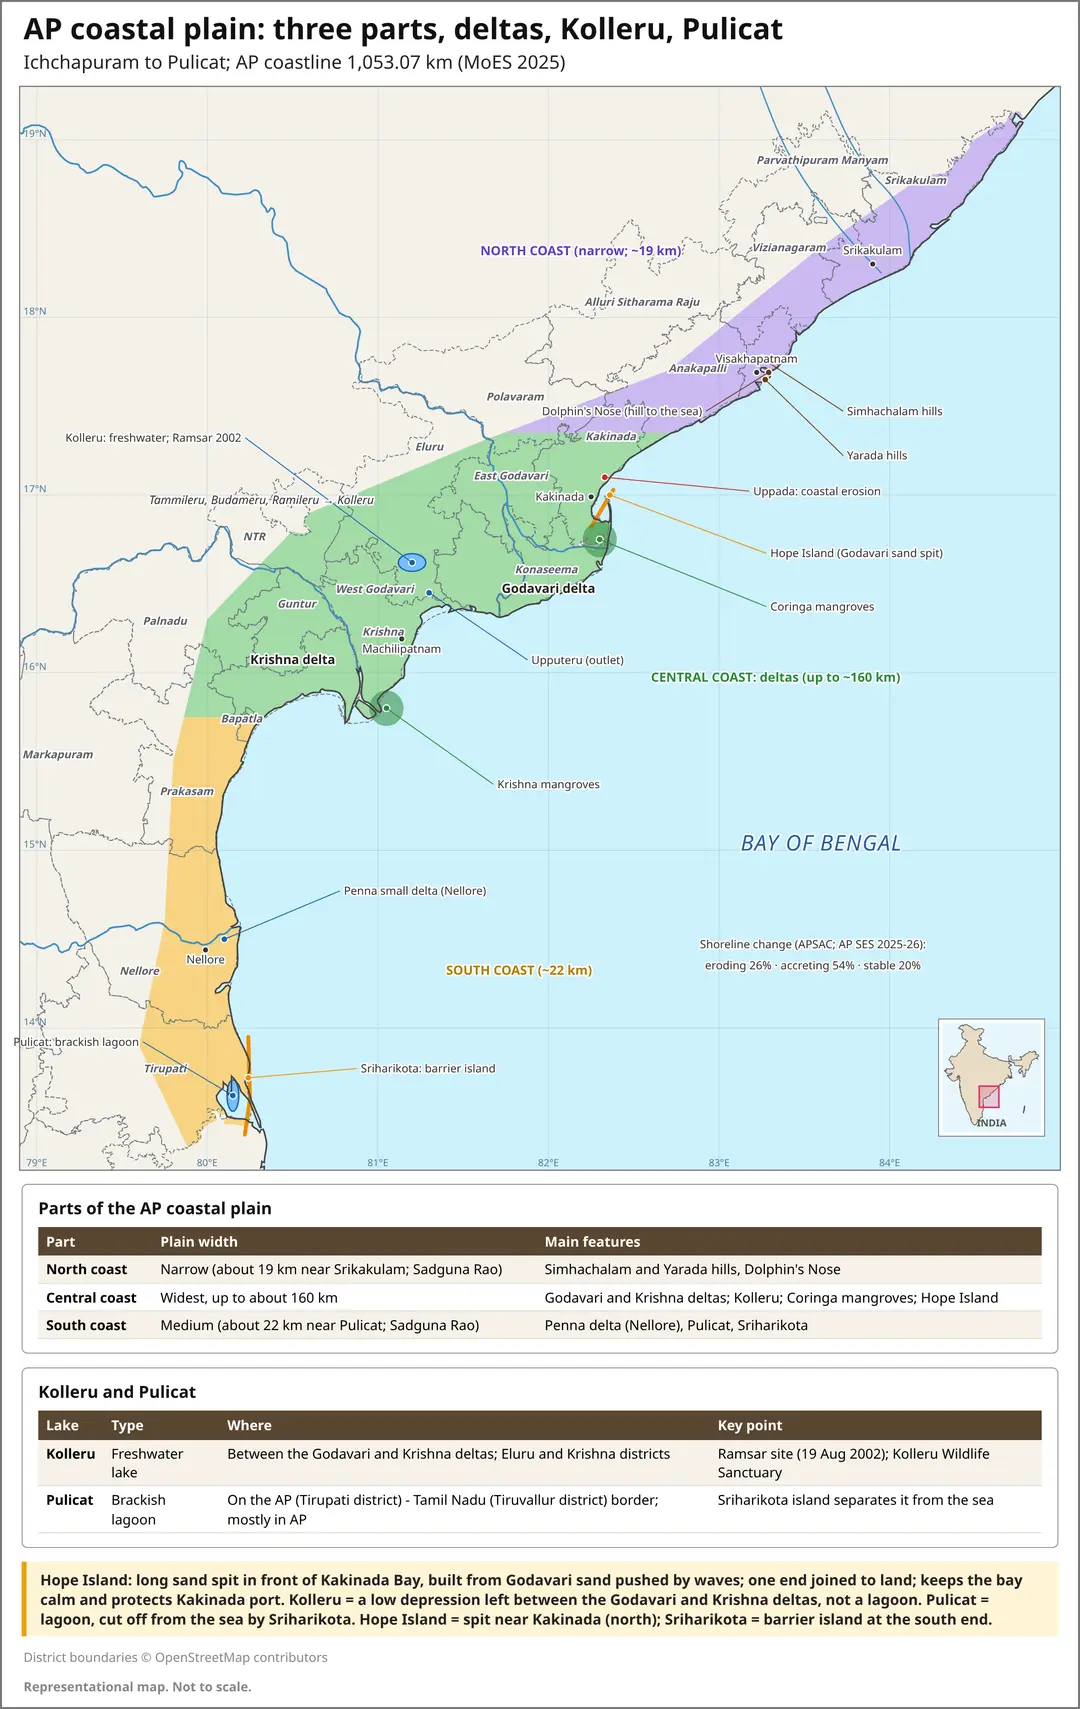 AP coastal plain: three parts, deltas, Kolleru, Pulicat
Ichchapuram to Pulicat; AP coastline 1,053.07 km (MoES 2025)
19°N
Parvathipuram Manyam
Srikakulam
NORTH COAST (narrow; ~19 km)
Vizianagaram
Srikakulam
Alluri Sitharama Raju
18°N
Visakhapatnam
Anakapalli
Polavaram
Dolphin's Nose (hill to the sea)
Simhachalam hills
Kolleru: freshwater; Ramsar 2002
Kakinada
Eluru
Yarada hills
East Godavari
17°N
Uppada: coastal erosion
Tammileru, Budameru, Ramileru → Kolleru
Kakinada
NTR
Hope Island (Godavari sand spit)
Konaseema
West Godavari
Godavari delta
Guntur
Coringa mangroves
Palnadu
Krishna
Machilipatnam
Krishna delta
Upputeru (outlet)
16°N
CENTRAL COAST: deltas (up to ~160 km)
Bapatla
Markapuram
Krishna mangroves
Prakasam
15°N
BAY OF BENGAL
Penna small delta (Nellore)
Shoreline change (APSAC; AP SES 2025-26):
Nellore
eroding 26% · accreting 54% · stable 20%
Nellore
SOUTH COAST (~22 km)
14°N
Pulicat: brackish lagoon
Tirupati
Sriharikota: barrier island
INDIA
79°E
80°E
81°E
82°E
83°E
84°E
Parts of the AP coastal plain
Part Plain width Main features
North coast Narrow (about 19 km near Srikakulam; Sadguna Rao) Simhachalam and Yarada hills, Dolphin's Nose
Central coast Widest, up to about 160 km Godavari and Krishna deltas; Kolleru; Coringa mangroves; Hope Island
South coast Medium (about 22 km near Pulicat; Sadguna Rao) Penna delta (Nellore), Pulicat, Sriharikota
Kolleru and Pulicat
Lake Type Where Key point
Kolleru Freshwater Between the Godavari and Krishna deltas; Eluru and Krishna districts Ramsar site (19 Aug 2002); Kolleru Wildlife
lake Sanctuary
Pulicat Brackish On the AP (Tirupati district) - Tamil Nadu (Tiruvallur district) border; Sriharikota island separates it from the sea
lagoon mostly in AP
Hope Island: long sand spit in front of Kakinada Bay, built from Godavari sand pushed by waves; one end joined to land; keeps the bay
calm and protects Kakinada port. Kolleru = a low depression left between the Godavari and Krishna deltas, not a lagoon. Pulicat =
lagoon, cut off from the sea by Sriharikota. Hope Island = spit near Kakinada (north); Sriharikota = barrier island at the south end.
District boundaries © OpenStreetMap contributors
Representational map. Not to scale.